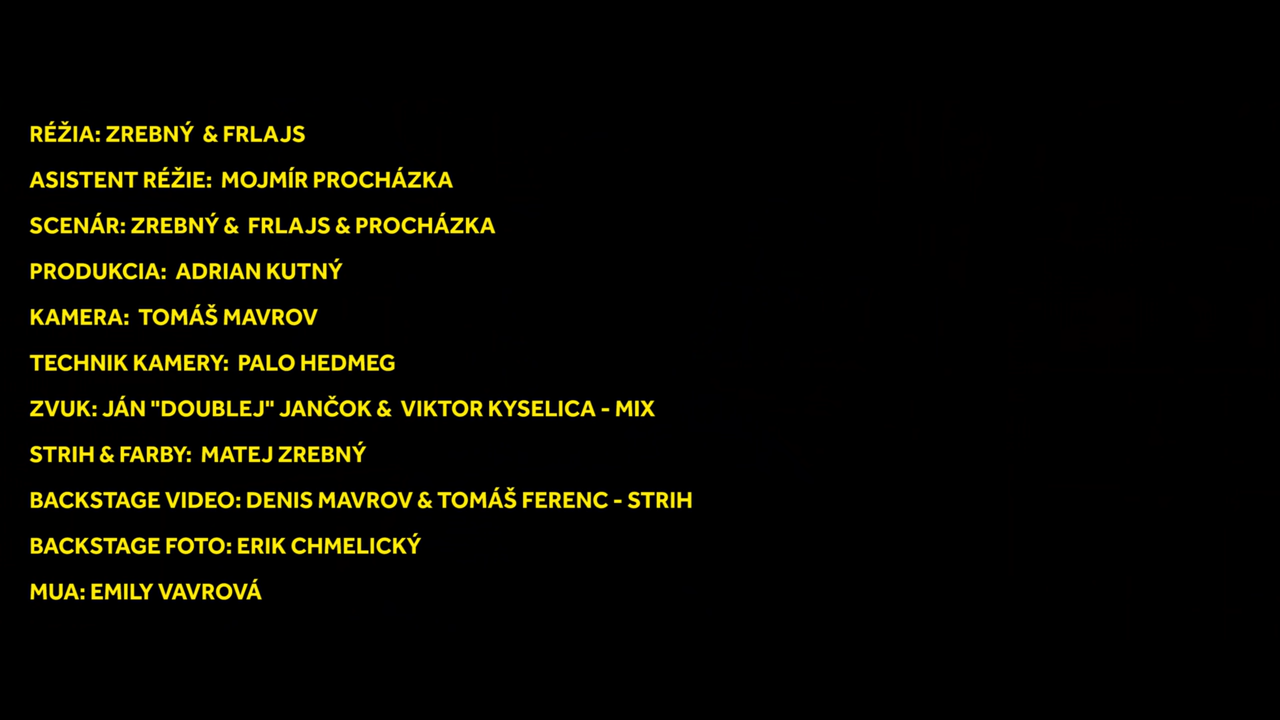 RÉŽIA: ZREBNÝ & FRLAJS
ASISTENT RÉŽIE: MOJMÍR PROCHÁZKA
SCENÁR: ZREBNÝ & FRLAJS & PROCHÁZKA
PRODUKCIA: ADRIAN KUTNÝ
KAMERA: TOMÁŠ MAVROV
TECHNIK KAMERY: PALO HEDMEG
ZVUK: JÁN "DOUBLEJ" JANČOK & VIKTOR KYSELICA - MIX
STRIH & FARBY: MATEJ ZREBNÝ
BACKSTAGE VIDEO: DENIS MAVROV & TOMÁŠ FERENC - STRIH
BACKSTAGE FOTO: ERIK CHMELICKÝ
MUA: EMILY VAVROVÁ